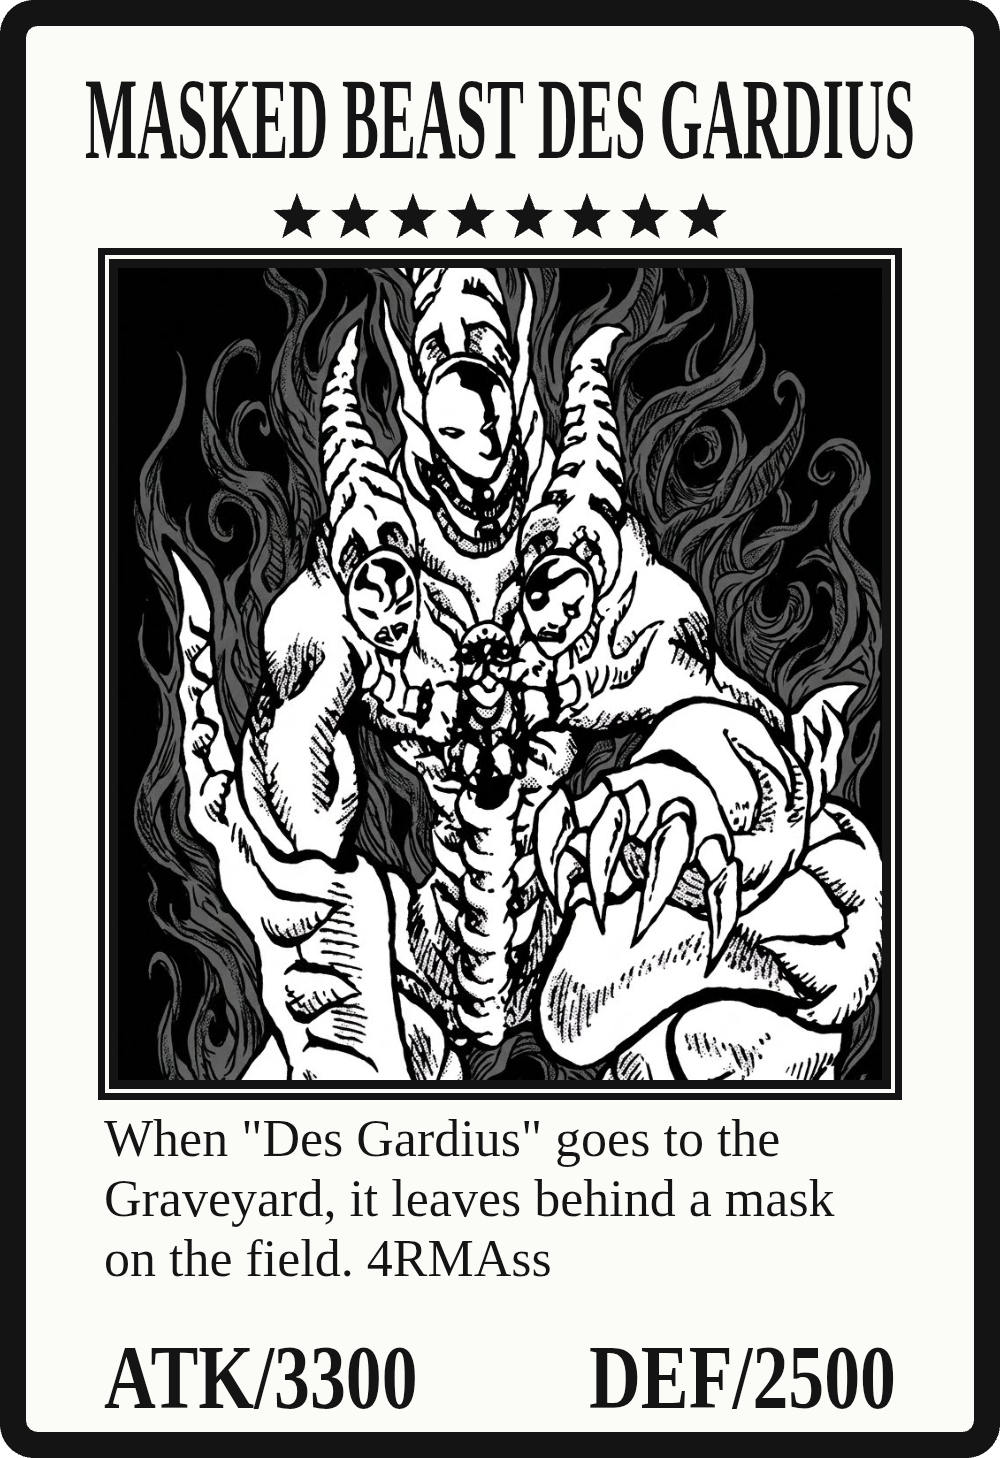 MASKED BEAST DES GARDIUS
When "Des Gardius" goes to the
Graveyard, it leaves behind a mask
on the field. 4RMAss
ATK/3300 DEF/2500